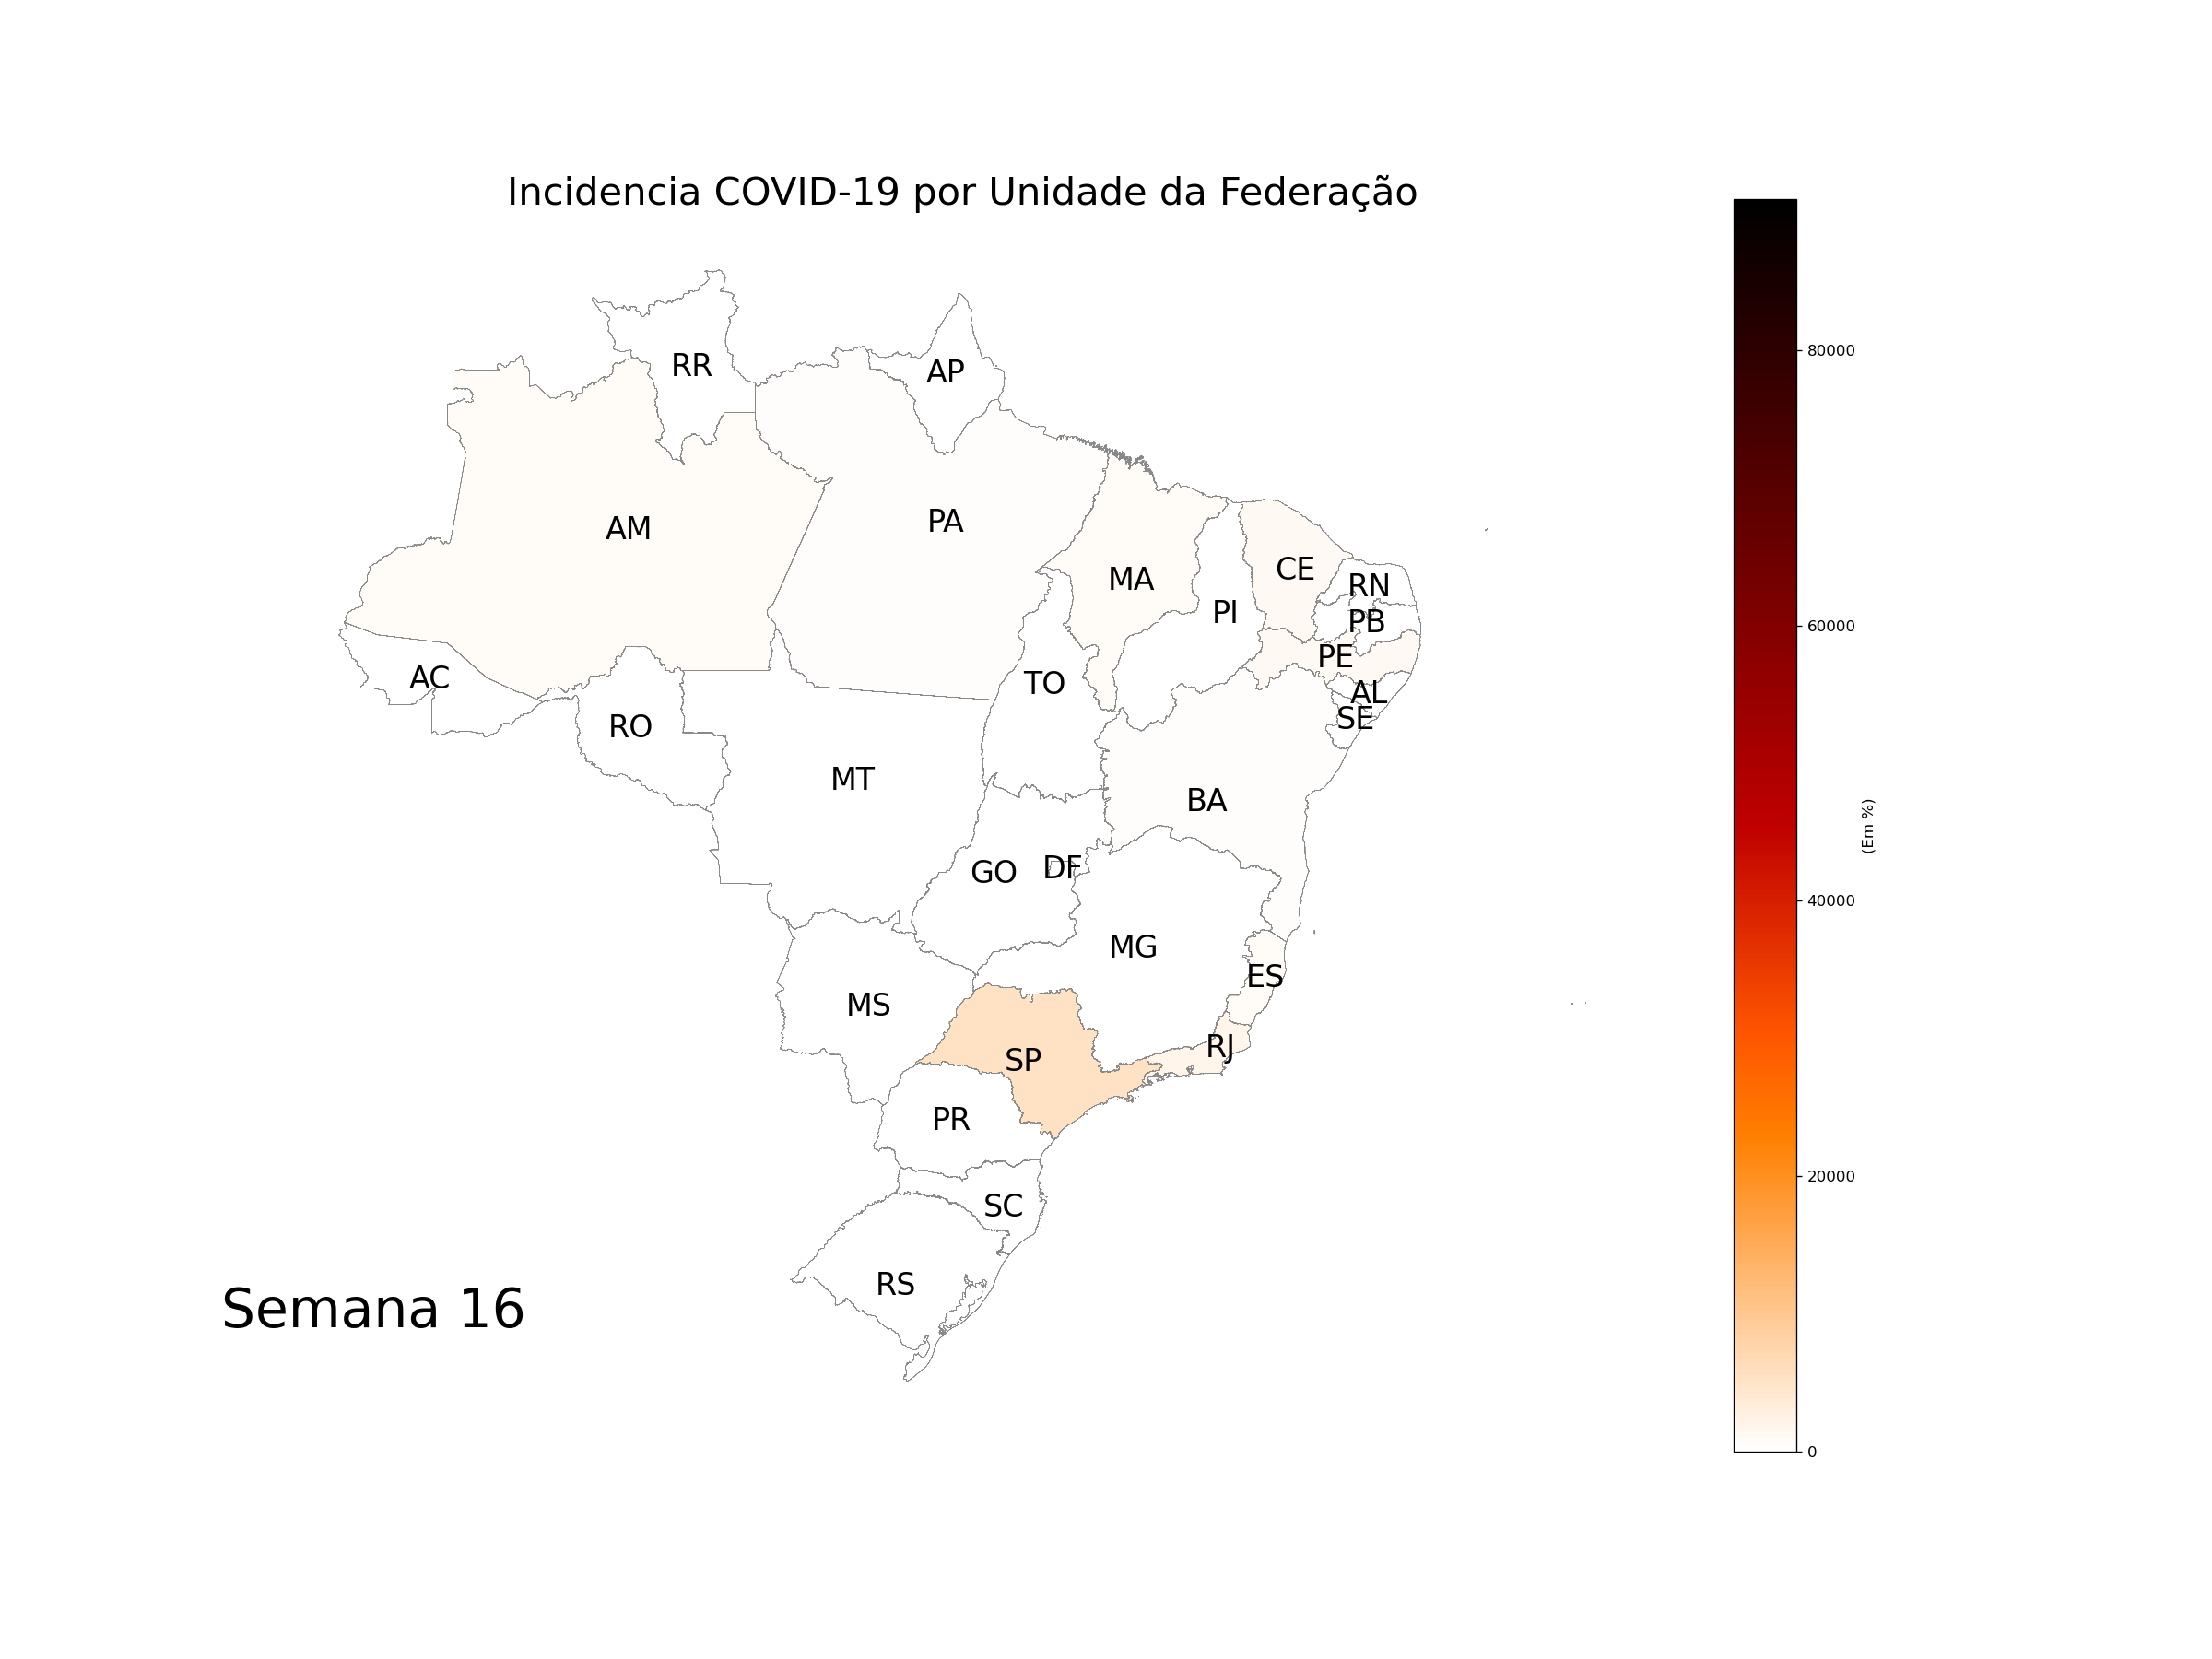 Incidencia COVID-19 por Unidade da Federação
RR
AP
AM
PA
MA
CE
RN
PI
PB
PE
AC
TO
AL
SE
RO
MT
BA
GO
DF
MG
ES
MS
RJ
SP
PR
SC
RS
Semana 16
80000
60000
40000
20000
0
(Em %)